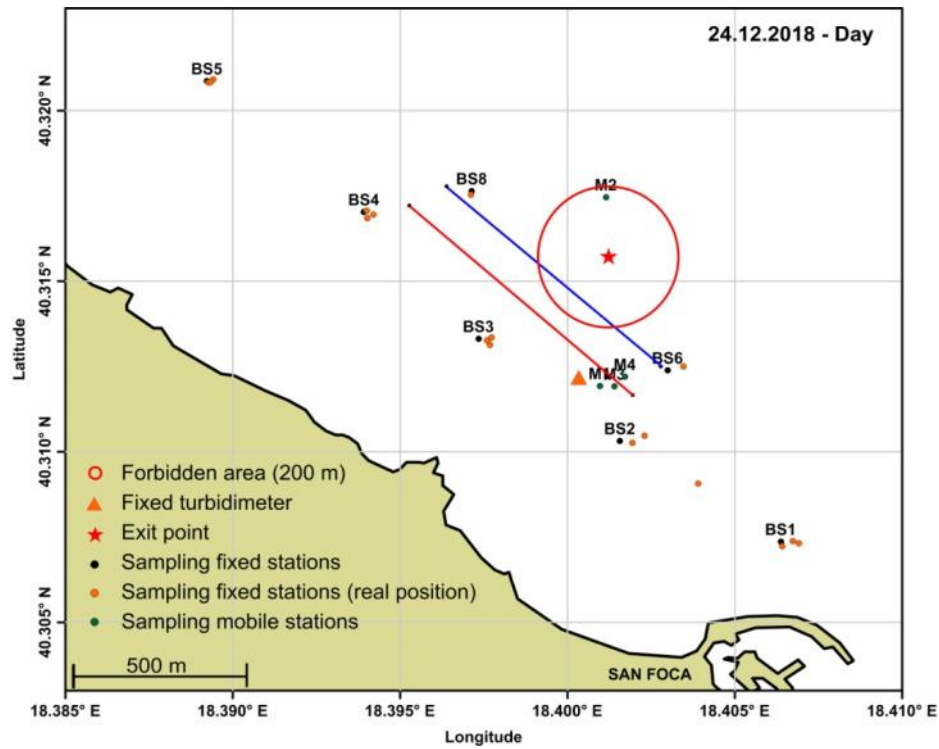 24.12.2018 - Day
BS5
40.320° N
BS8
M2
BS4
40.315° N
BS3
Latitude
M4
BS6
M1
M3
BS2
40.310° N
Forbidden area (200 m)
Fixed turbidimeter
Exit point
BS1
Sampling fixed stations
Sampling fixed stations (real position)
40.305° N
Sampling mobile stations
500 m
SAN FOCA
18.385° E 18.390° E 18.395° E 18.400° E 18.405° E 18.410° E
Longitude